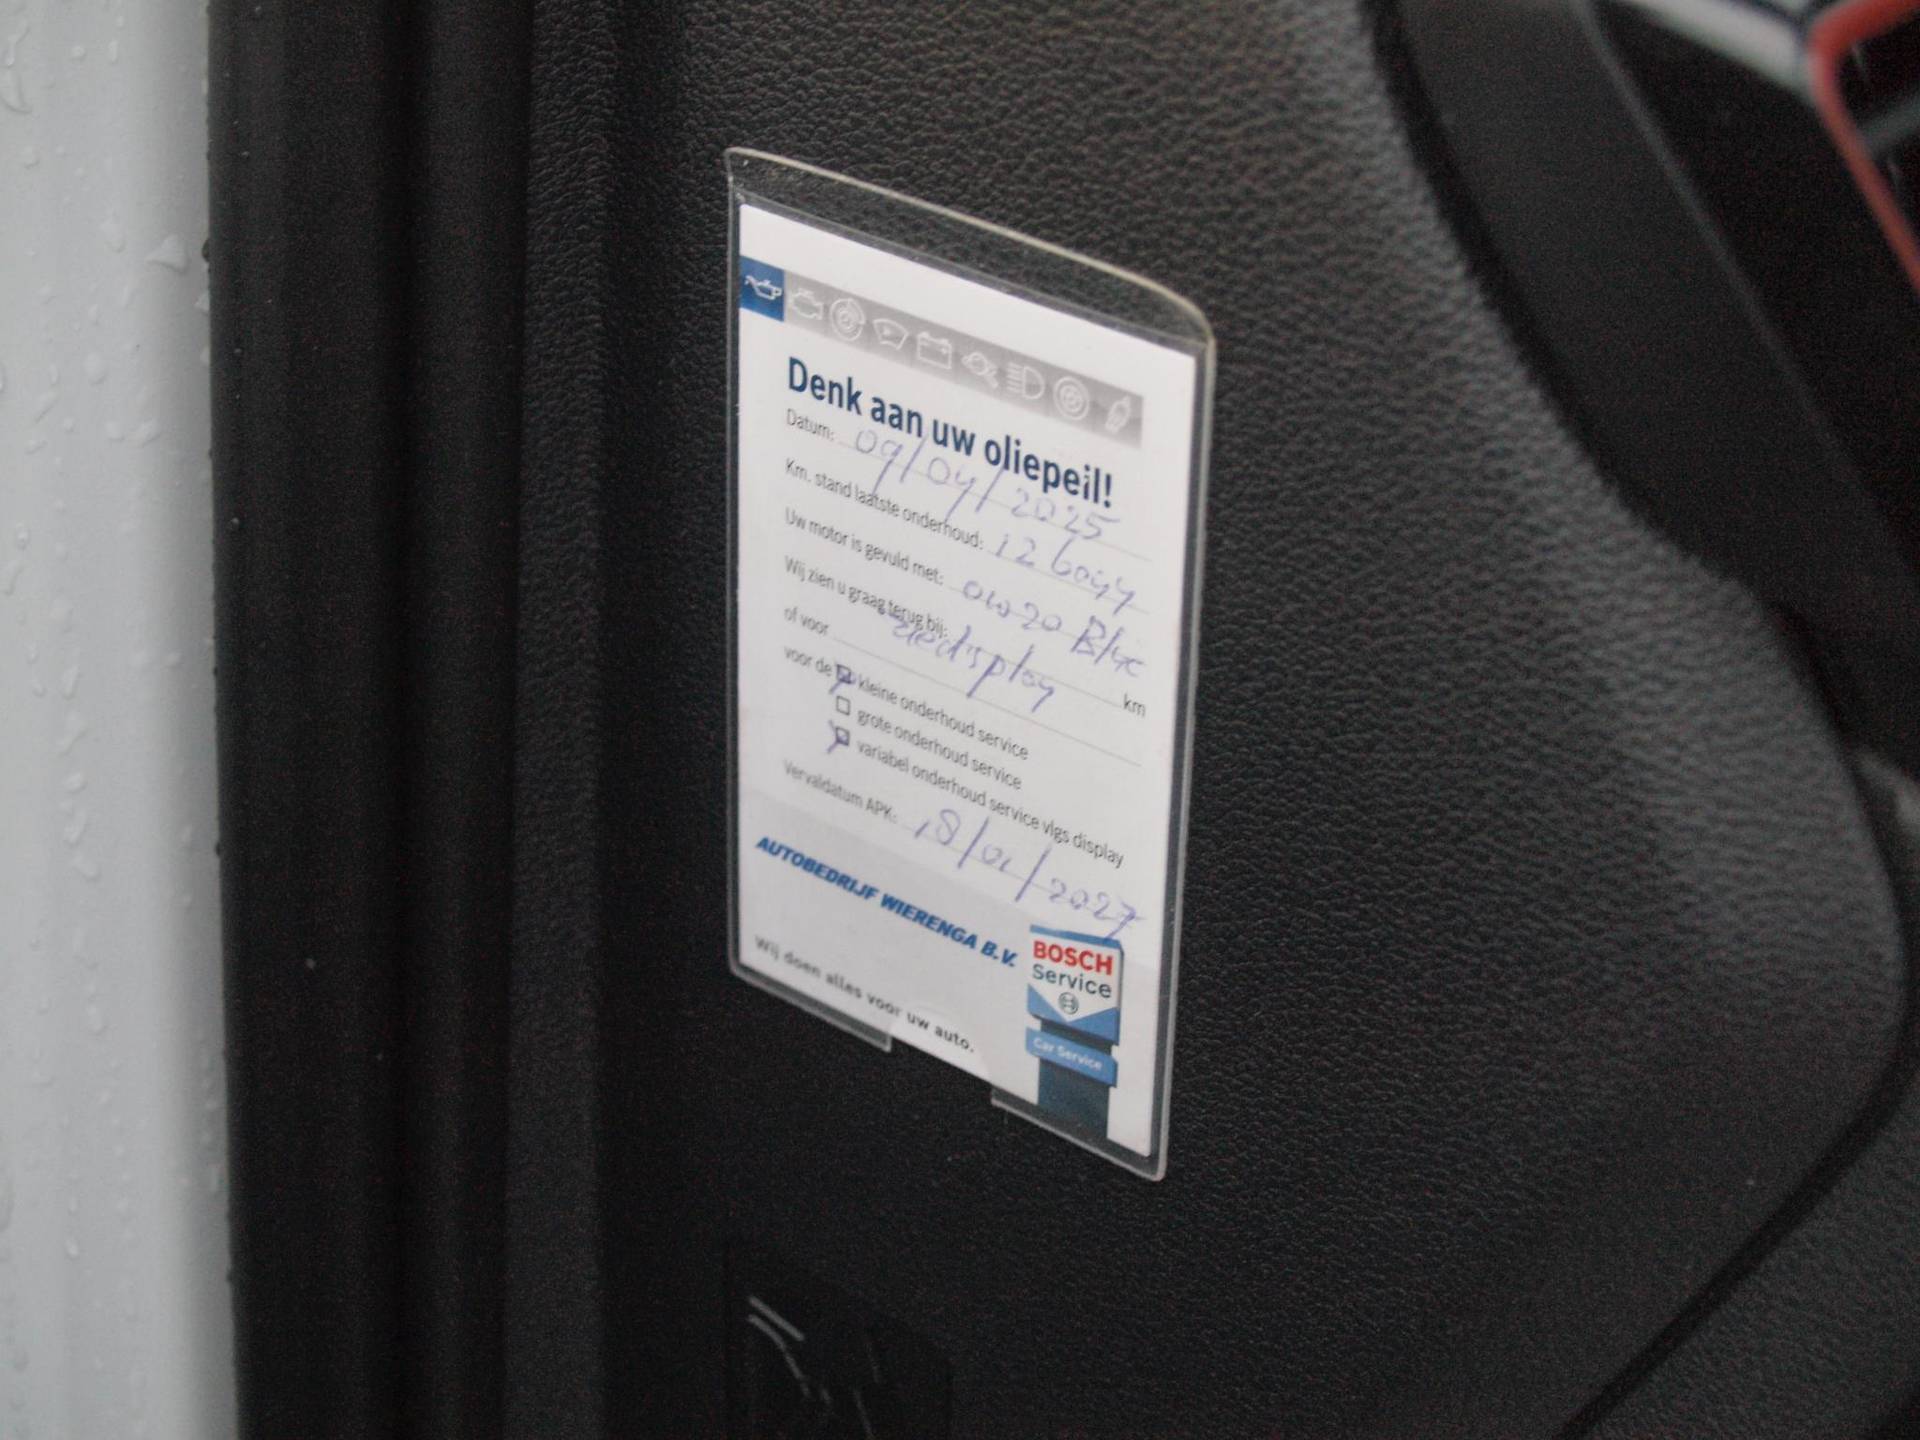 Denk aan uw oliepeil!
Datum: 09/04/2025
Km. stand laatste onderhoud: 126044
Uw motor is gevuld met: 0w20
Wij zien u graag terug bij: zie display km
of voor
voor de kleine onderhoud service
grote onderhoud service
variabel onderhoud service vlgs display
Vervaldatum APK: 18/01/2027
AUTOBEDRIJF WIERENGA B.V.
Wij doen alles voor uw auto.
BOSCH
Service
Car Service